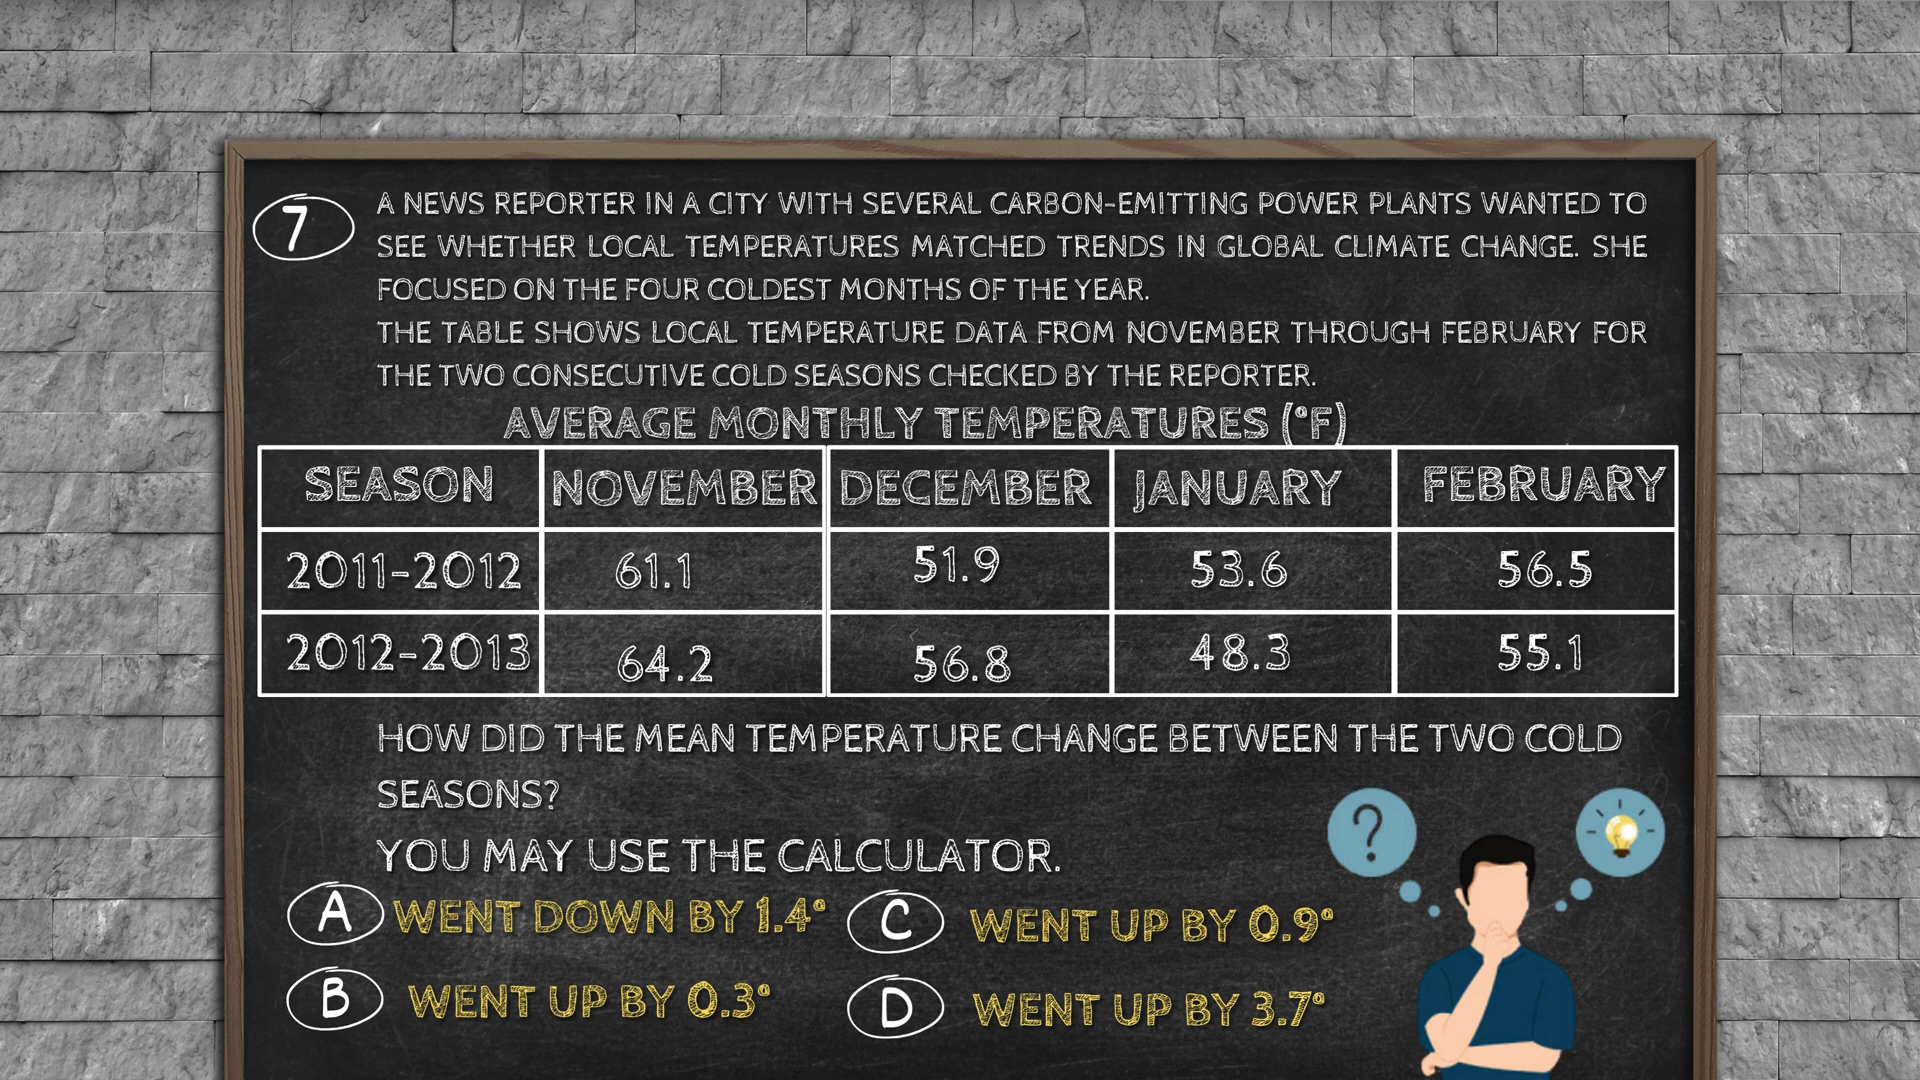 7
A NEWS REPORTER IN A CITY WITH SEVERAL CARBON-EMITTING POWER PLANTS WANTED TO
SEE WHETHER LOCAL TEMPERATURES MATCHED TRENDS IN GLOBAL CLIMATE CHANGE. SHE
FOCUSED ON THE FOUR COLDEST MONTHS OF THE YEAR.
THE TABLE SHOWS LOCAL TEMPERATURE DATA FROM NOVEMBER THROUGH FEBRUARY FOR
THE TWO CONSECUTIVE COLD SEASONS CHECKED BY THE REPORTER.
AVERAGE MONTHLY TEMPERATURES (ºF)
SEASON NOVEMBER DECEMBER JANUARY FEBRUARY
2011-2012 61.1 51.9 53.6 56.5
2012-2013 64.2 56.8 48.3 55.1
HOW DID THE MEAN TEMPERATURE CHANGE BETWEEN THE TWO COLD
SEASONS?
YOU MAY USE THE CALCULATOR.
?
A WENT DOWN BY 1.4º
C WENT UP BY 0.9º
B WENT UP BY 0.3º
D WENT UP BY 3.7º